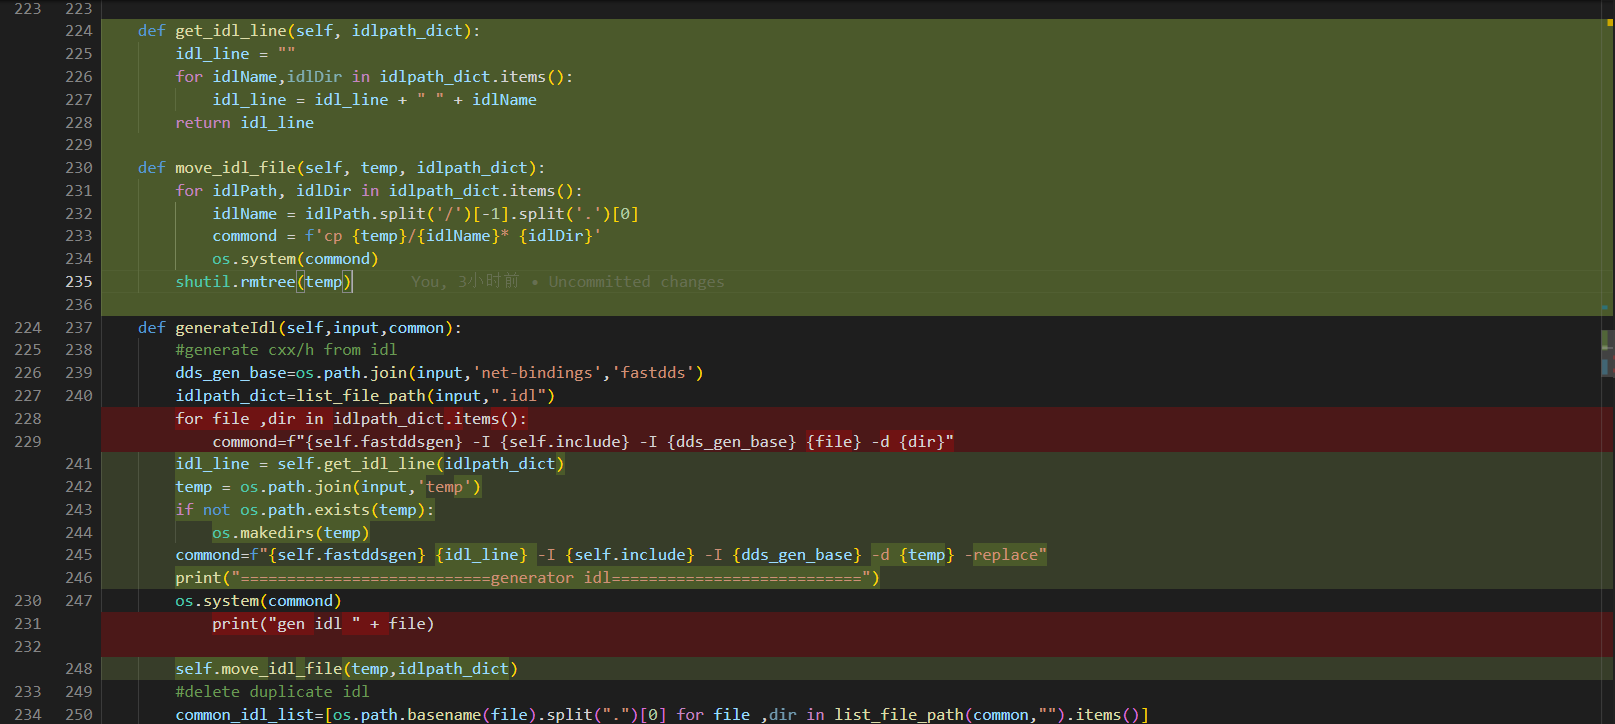 223 223
224 def get_idl_line(self, idlpath_dict):
225 idl_line = ""
226 for idlName,idlDir in idlpath_dict.items():
227 idl_line = idl_line + " " + idlName
228 return idl_line
229
230 def move_idl_file(self, temp, idlpath_dict):
231 for idlPath, idlDir in idlpath_dict.items():
232 idlName = idlPath.split('/')[-1].split('.')[0]
233 commond = f'cp {temp}/{idlName}* {idlDir}'
234 os.system(commond)
235 shutil.rmtree(temp) You, 3小时前 • Uncommitted changes
236
224 237 def generateIdl(self,input,common):
225 238 #generate cxx/h from idl
226 239 dds_gen_base=os.path.join(input,'net-bindings','fastdds')
227 240 idlpath_dict=list_file_path(input,".idl")
228 for file ,dir in idlpath_dict.items():
229 commond=f"{self.fastddsgen} -I {self.include} -I {dds_gen_base} {file} -d {dir}"
241 idl_line = self.get_idl_line(idlpath_dict)
242 temp = os.path.join(input,'temp')
243 if not os.path.exists(temp):
244 os.makedirs(temp)
245 commond=f"{self.fastddsgen} {idl_line} -I {self.include} -I {dds_gen_base} -d {temp} -replace"
246 print("===========================generator idl===========================")
230 247 os.system(commond)
231 print("gen idl " + file)
232
248 self.move_idl_file(temp,idlpath_dict)
233 249 #delete duplicate idl
234 250 common_idl_list=[os.path.basename(file).split(".")[0] for file ,dir in list_file_path(common,"").items()]